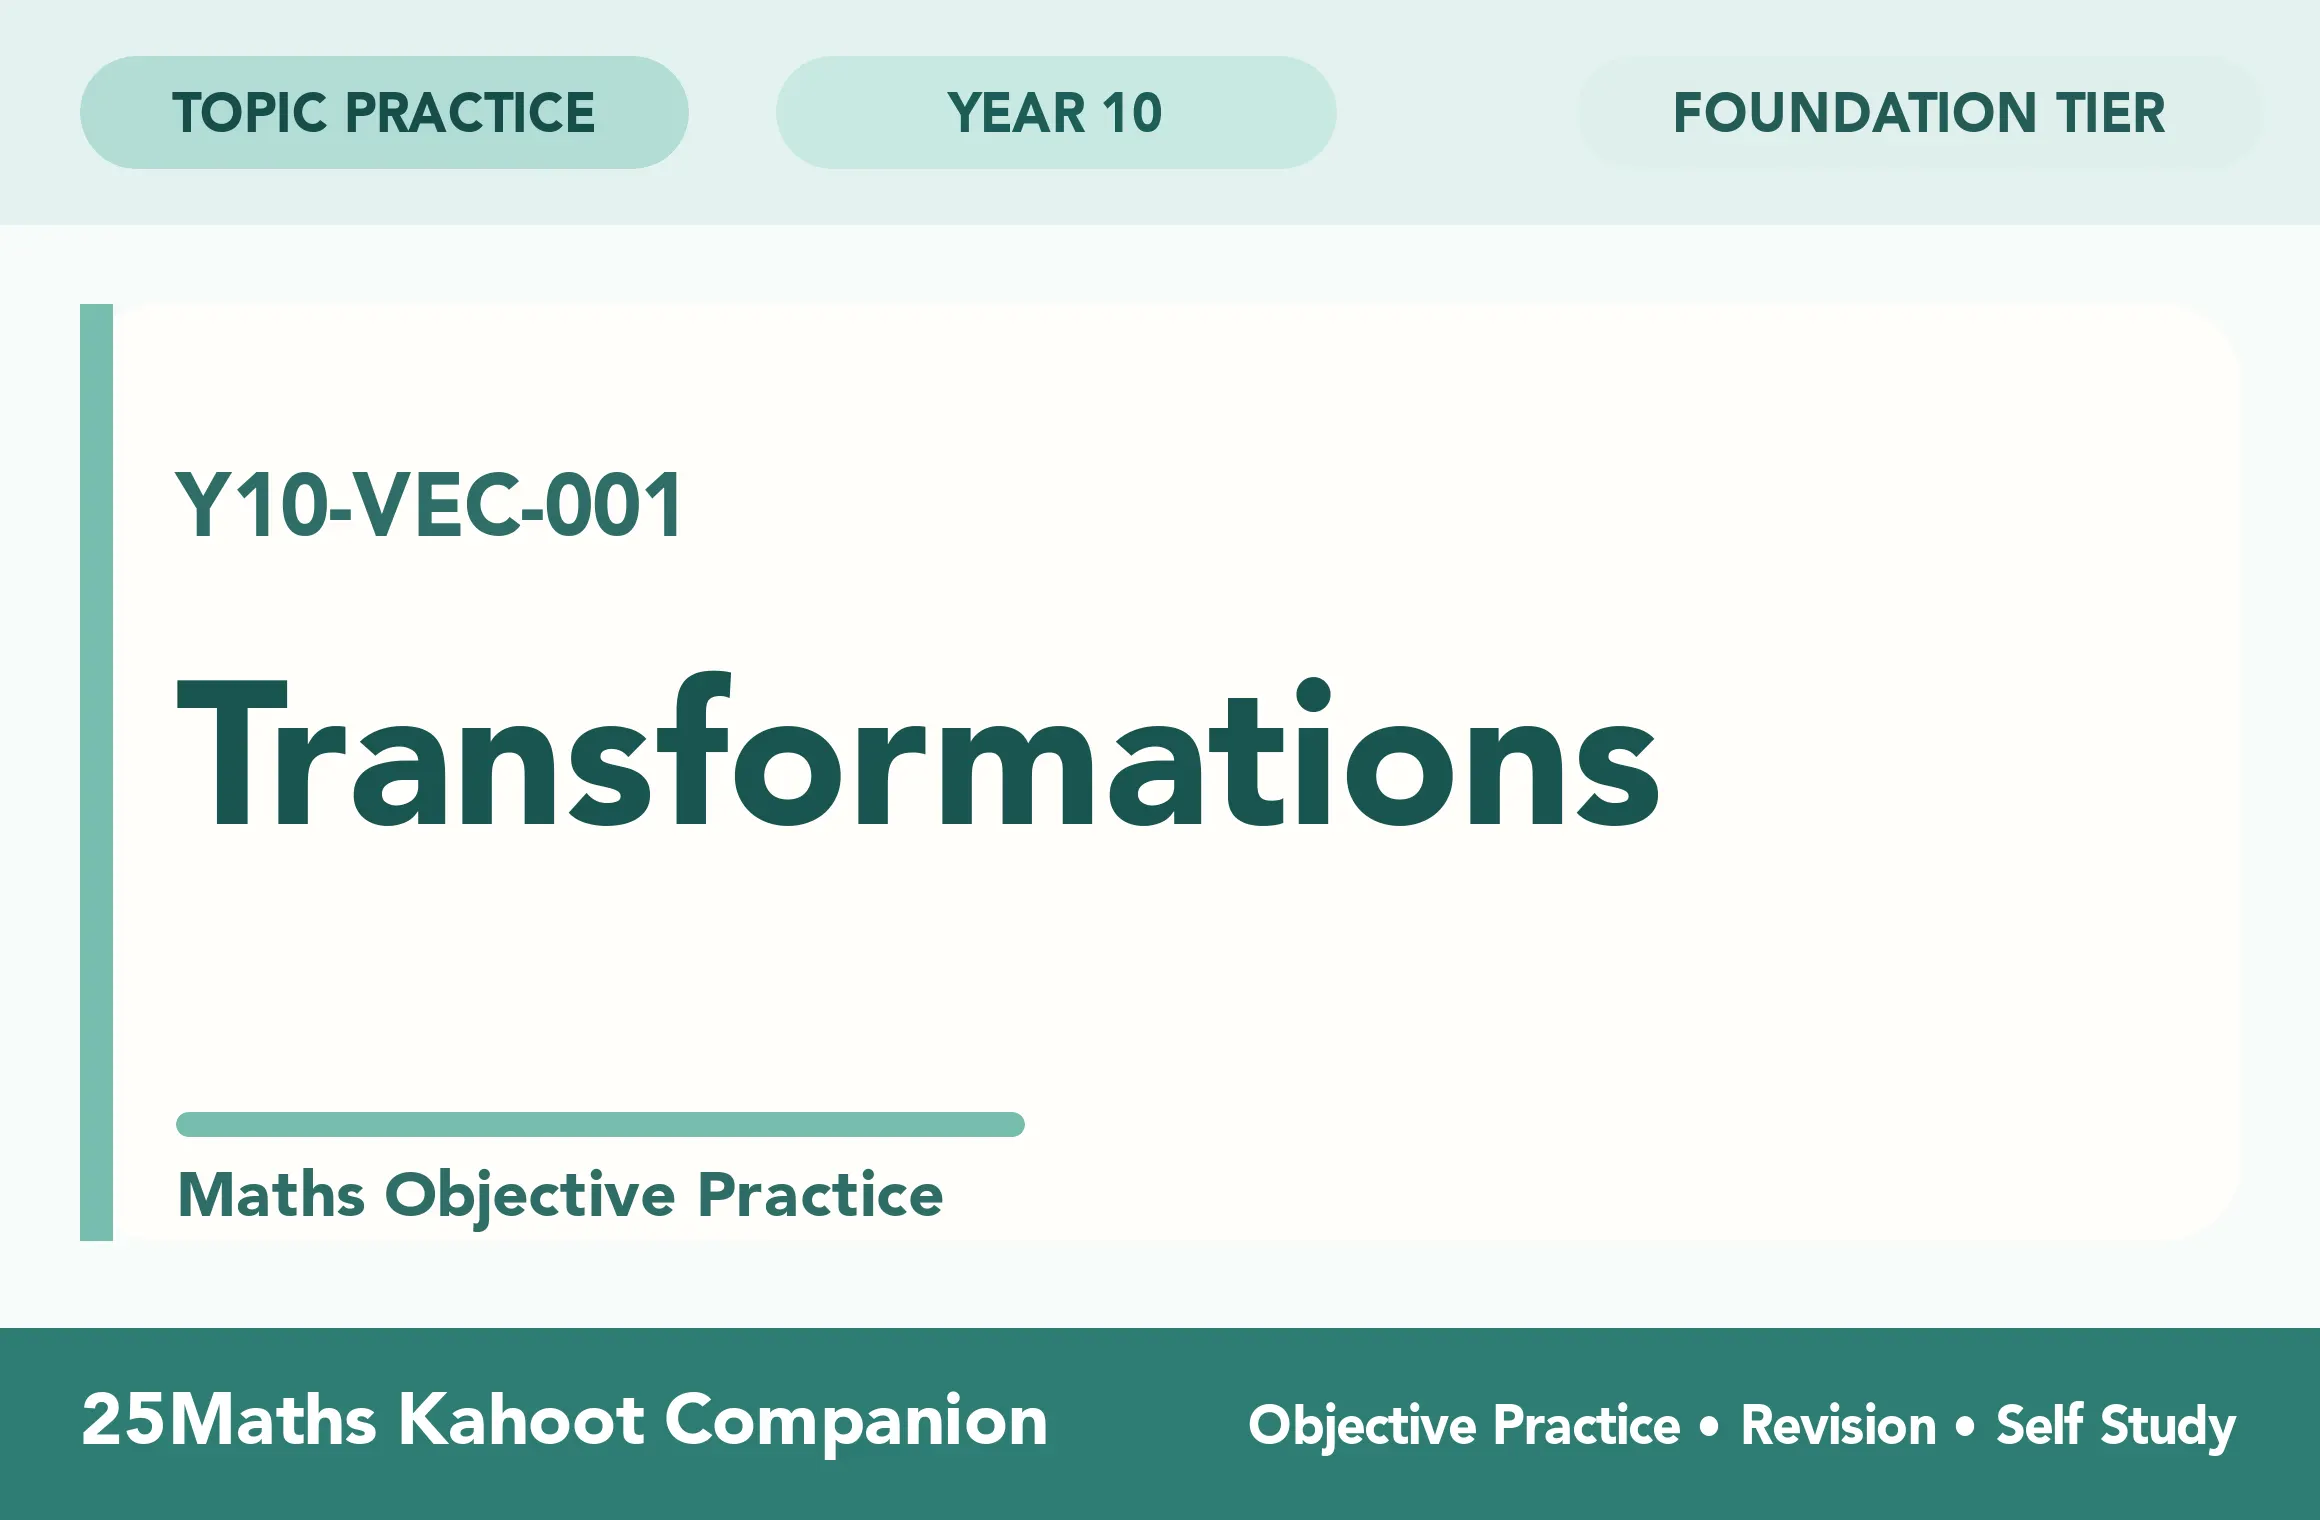 TOPIC PRACTICE
YEAR 10
FOUNDATION TIER
Y10-VEC-001
Transformations
Maths Objective Practice
25Maths Kahoot Companion
Objective Practice • Revision • Self Study